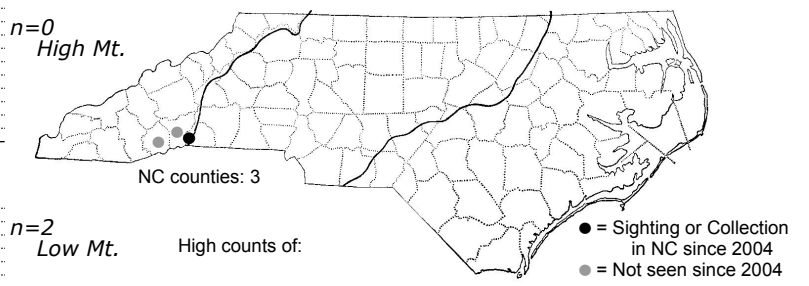 n=0
High Mt.
NC counties: 3
n=2
Low Mt.
High counts of:
● = Sighting or Collection
in NC since 2004
● = Not seen since 2004